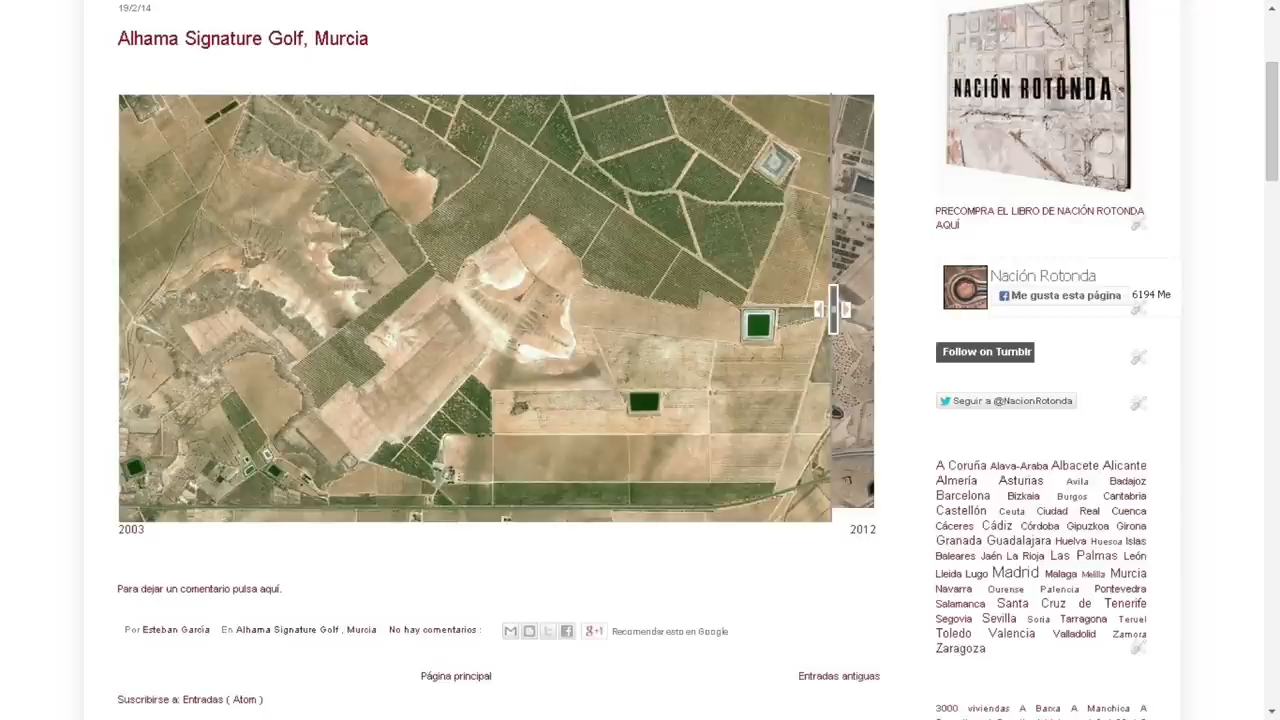 19/2/14
Alhama Signature Golf, Murcia
2003
2012
Para dejar un comentario pulsa aquí.
Por Esteban García En Alhama Signature Golf , Murcia No hay comentarios :
g+1 Recomendar esto en Google
Página principal
Entradas antiguas
Suscribirse a: Entradas ( Atom )
NACIÓN ROTONDA
PRECOMPRA EL LIBRO DE NACIÓN ROTONDA
AQUÍ
Nación Rotonda
Me gusta esta página 6194 Me
Follow on Tumblr
Seguir a @NacionRotonda
A Coruña Alava-Araba Albacete Alicante
Almería Asturias Avila Badajoz
Barcelona Bizkaia Burgos Cantabria
Castellón Ceuta Ciudad Real Cuenca
Cáceres Cádiz Córdoba Gipuzkoa Girona
Granada Guadalajara Huelva Huesca Islas
Baleares Jaén La Rioja Las Palmas León
Lleida Lugo Madrid Malaga Melilla Murcia
Navarra Ourense Palencia Pontevedra
Salamanca Santa Cruz de Tenerife
Segovia Sevilla Soria Tarragona Teruel
Toledo Valencia Valladolid Zamora
Zaragoza
3000 viviendas A Barxa A Manchica A